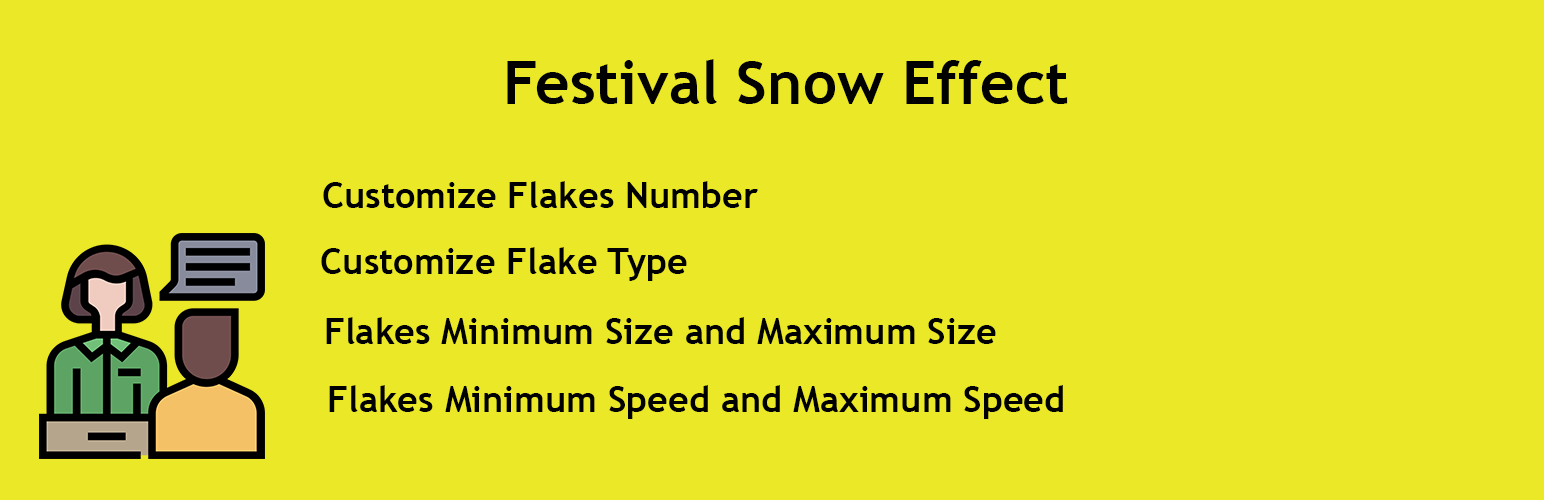 Festival Snow Effect
Customize Flakes Number
Customize Flake Type
Flakes Minimum Size and Maximum Size
Flakes Minimum Speed and Maximum Speed